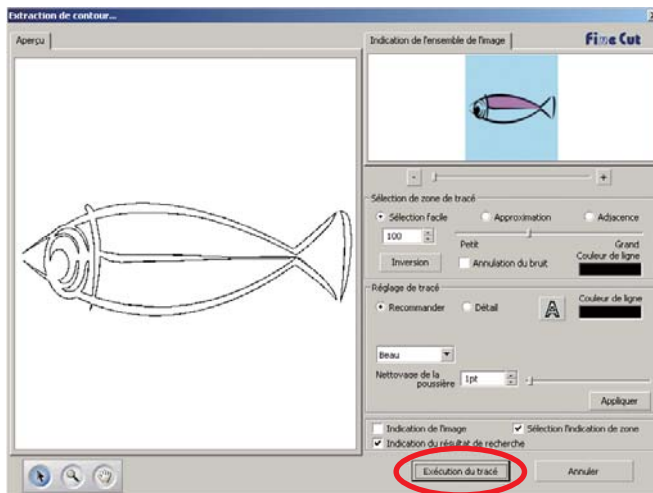 Extraction de contour...
Aperçu
Indication de l'ensemble de l'image
Fine Cut
- +
Sélection de zone de tracé
Sélection facile Approximation Adjacence
100
Petit Grand
Couleur de ligne
Inversion Annulation du bruit
Réglage de tracé
Recommander Détail A Couleur de ligne
Beau
Nettoyage de la
poussière 1pt
Appliquer
Indication de l'image Sélection l'indication de zone
Indication du résultat de recherche
Exécution du tracé Annuler